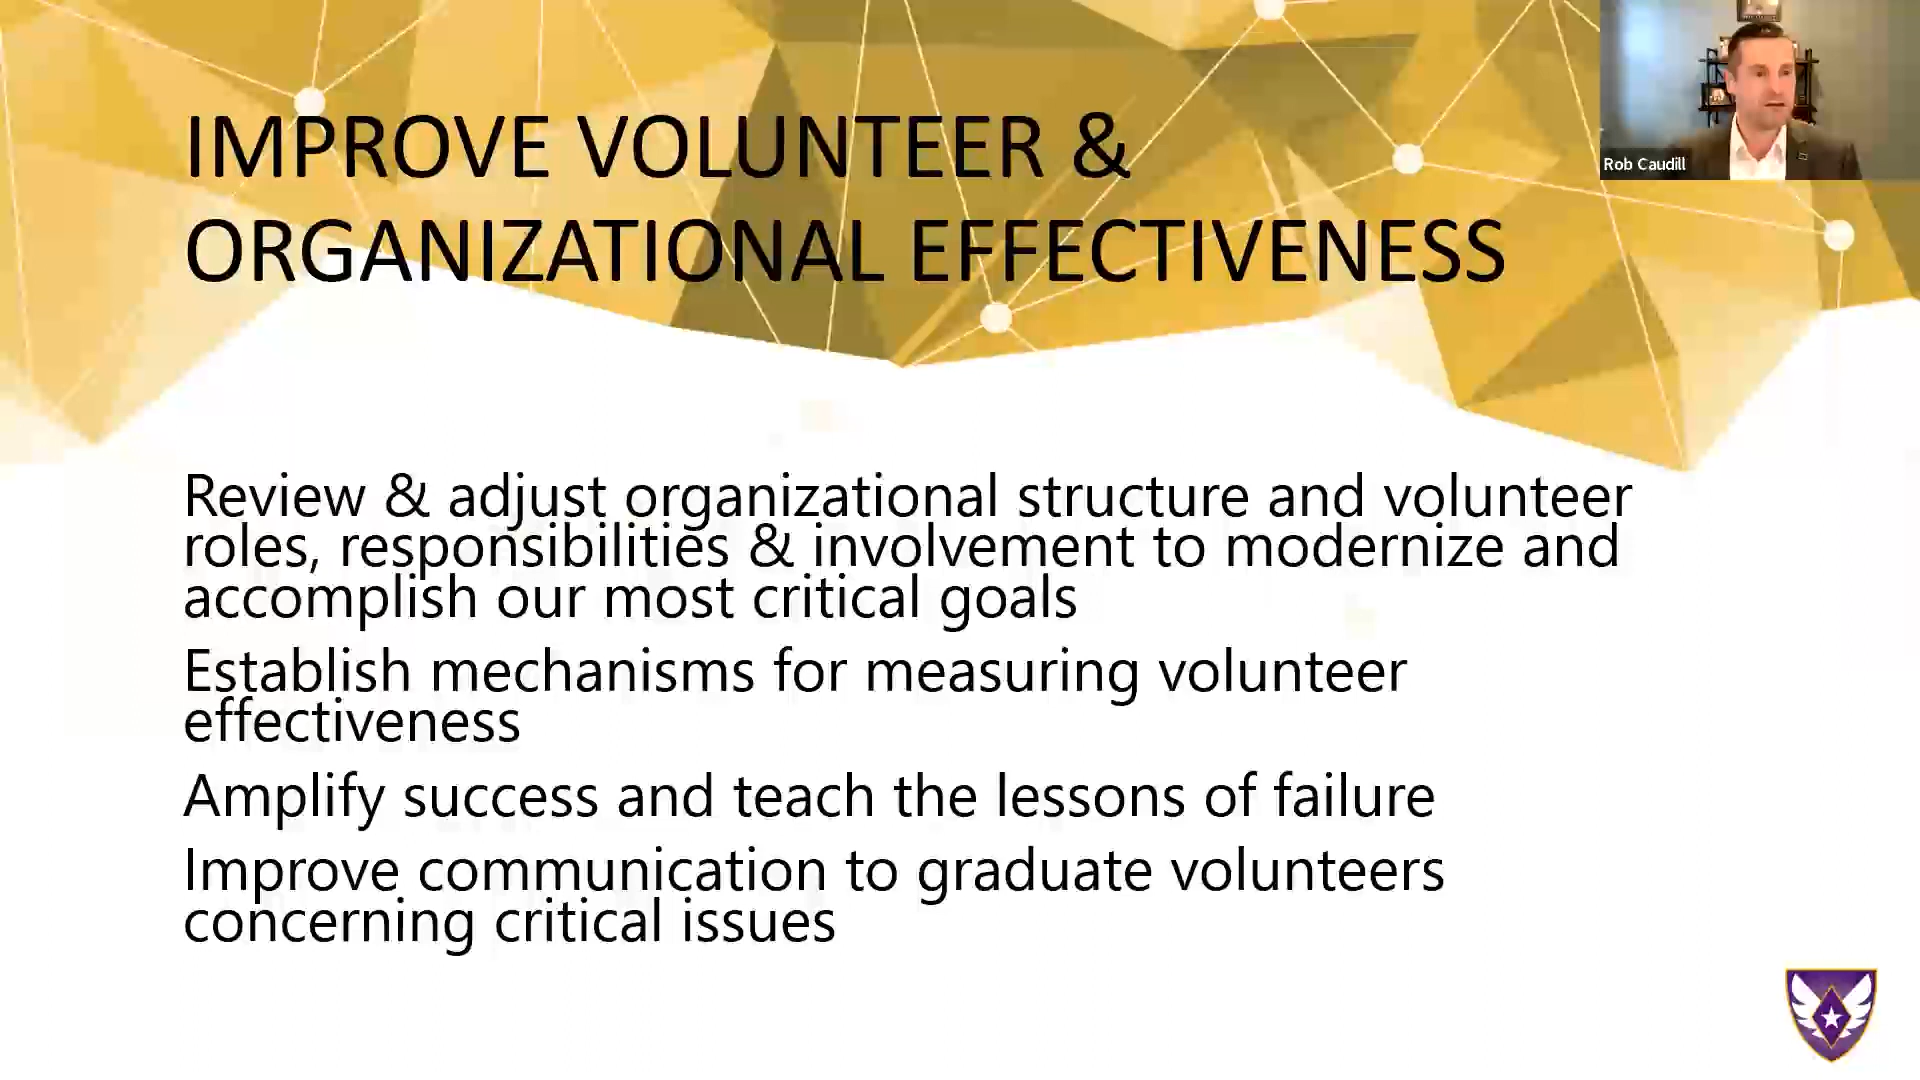 IMPROVE VOLUNTEER &
ORGANIZATIONAL EFFECTIVENESS
Rob Caudill
Review & adjust organizational structure and volunteer
roles, responsibilities & involvement to modernize and
accomplish our most critical goals
Establish mechanisms for measuring volunteer
effectiveness
Amplify success and teach the lessons of failure
Improve communication to graduate volunteers
concerning critical issues